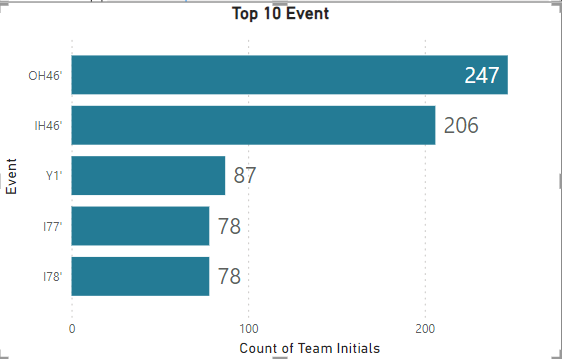 Top 10 Event
OH46' 247
IH46' 206
Y1' 87
I77' 78
I78' 78
Event
0 100 200
Count of Team Initials